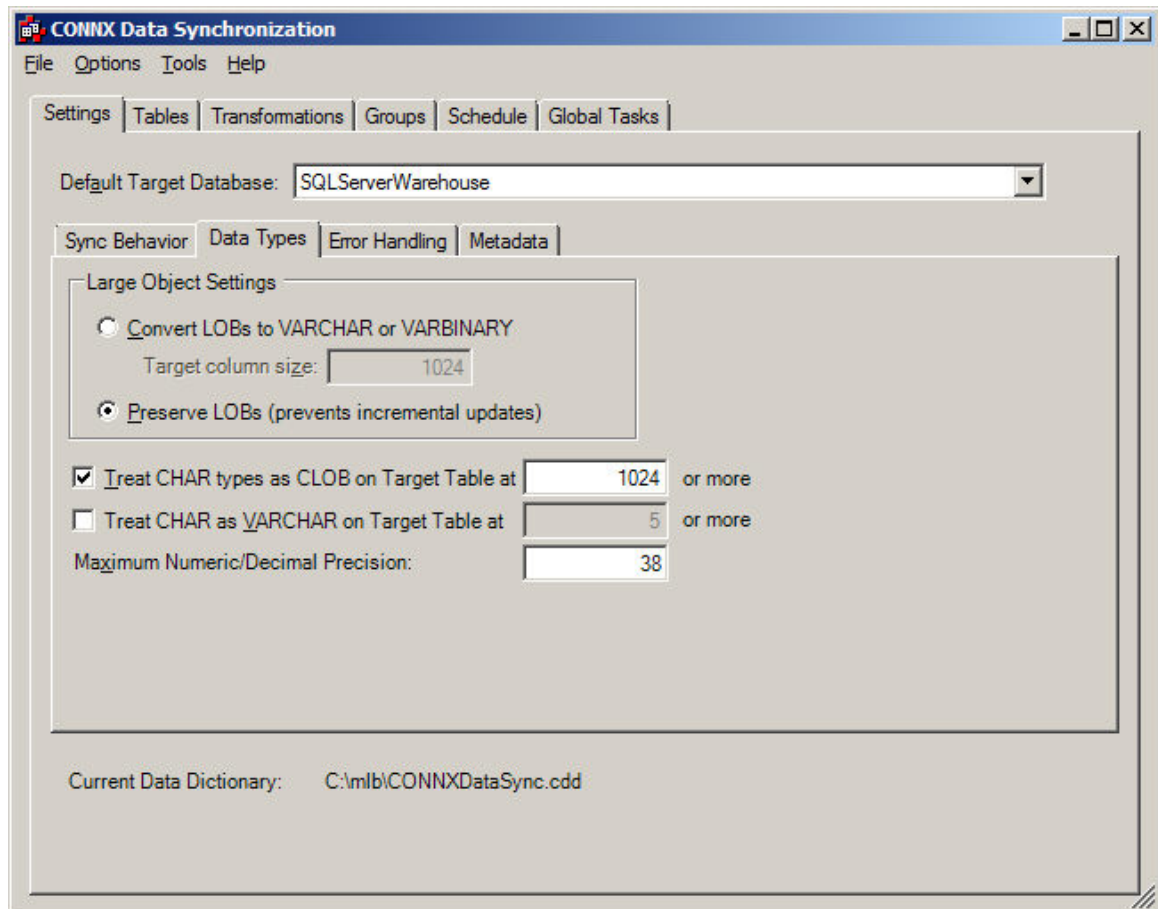 CONNX Data Synchronization
File Options Tools Help
Settings Tables Transformations Groups Schedule Global Tasks
Default Target Database: SQLServerWarehouse
Sync Behavior Data Types Error Handling Metadata
Large Object Settings
Convert LOBs to VARCHAR or VARBINARY
Target column size: 1024
Preserve LOBs (prevents incremental updates)
Treat CHAR types as CLOB on Target Table at 1024 or more
Treat CHAR as VARCHAR on Target Table at 5 or more
Maximum Numeric/Decimal Precision: 38
Current Data Dictionary: C:\mlb\CONNXDataSync.cdd